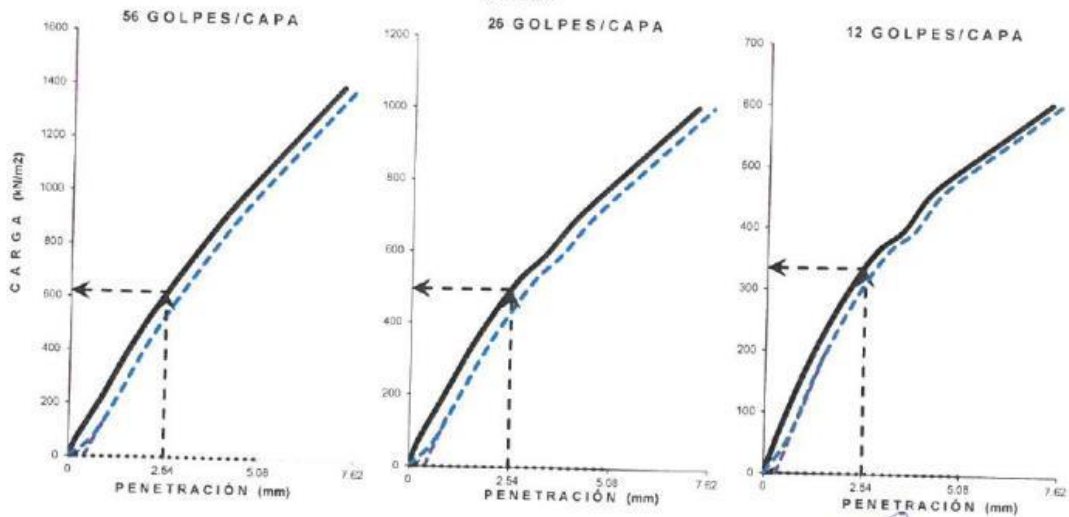 56 GOLPES/CAPA
1600
1400
1200
1000
800
600
400
200
0
CARGA (kN/m2)
0 2.54 5.08 7.62
PENETRACIÓN (mm)
26 GOLPES/CAPA
1200
1000
800
600
400
200
0
0 2.54 5.08 7.62
PENETRACIÓN (mm)
12 GOLPES/CAPA
700
600
500
400
300
200
100
0
0 2.54 5.08 7.62
PENETRACIÓN (mm)